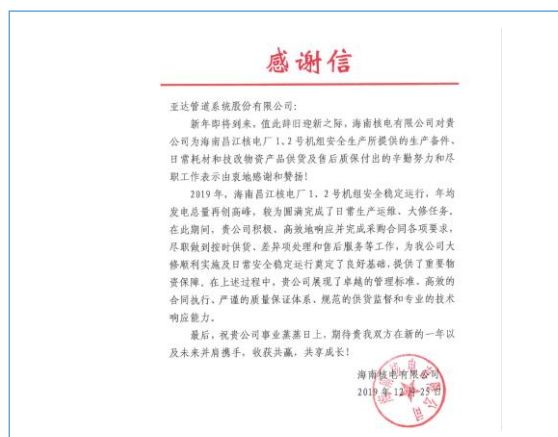 感谢信
亚达管道系统股份有限公司:
新年即将到来，值此辞旧迎新之际，海南核电有限公司对贵
公司为海南昌江核电厂 1、2 号机组安全生产所提供的生产备件、
日常耗材和技改物资产品供货及售后质保付出的辛勤努力和尽
职工作表示由衷地感谢和赞扬!
2019 年，海南昌江核电厂 1、2 号机组安全稳定运行，年均
发电总量再创高峰，较为圆满完成了日常生产运维、大修任务。
在此期间，贵公司积极、高效地响应并完成采购合同各项要求，
尽职做到按时供货、差异项处理和售后服务等工作，为我公司大
修顺利实施及日常安全稳定运行奠定了良好基础，提供了重要物
资保障。在上述过程中，贵公司展现了卓越的管理标准、高效的
合同执行、严谨的质量保证体系、规范的供货监督和专业的技术
响应能力。
最后，祝贵公司事业蒸蒸日上，期待贵我双方在新的一年以
及未来并肩携手，收获共赢，共享成长!
海南核电有限公司
2019 年 12 月 25 日
海南核电有限公司